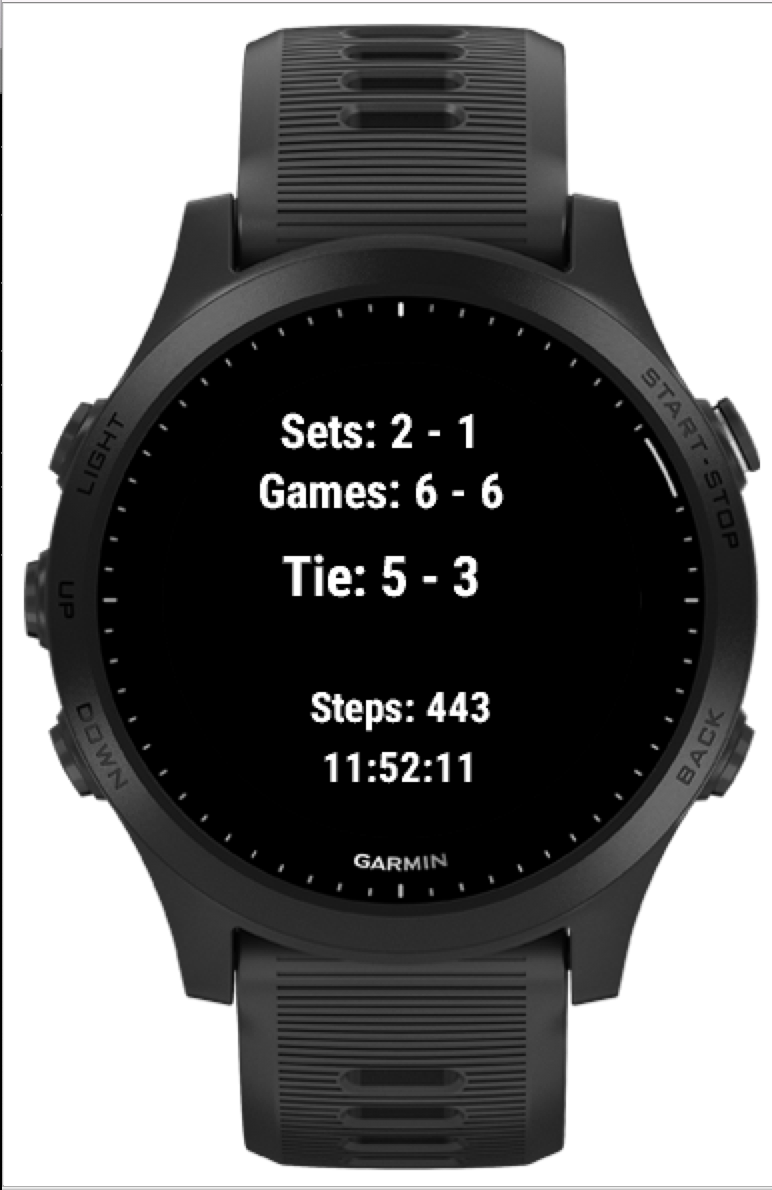 START·STOP
LIGHT
Sets: 2 - 1
Games: 6 - 6
Tie: 5 - 3
UP
Steps: 443
DOWN
BACK
11:52:11
GARMIN